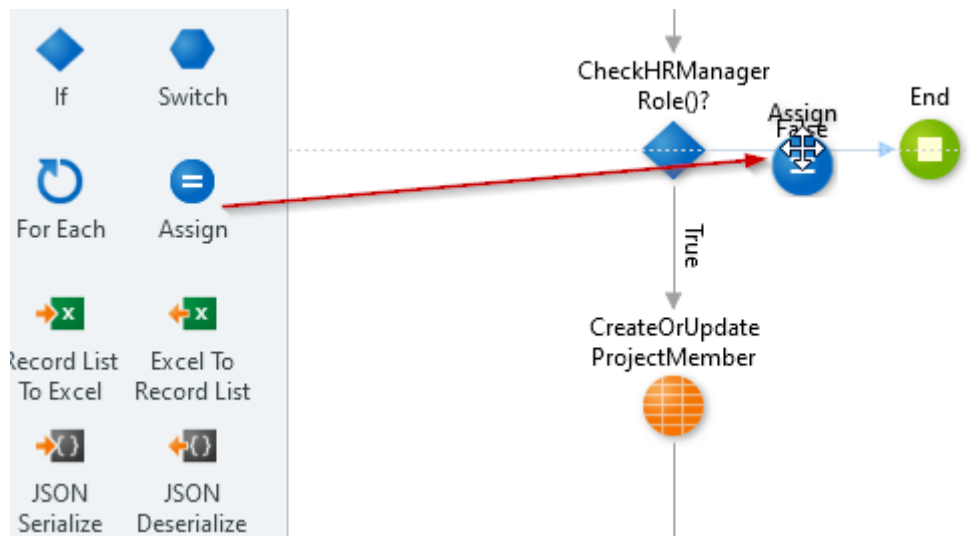 If
Switch
For Each
Assign
Record List
To Excel
Excel To
Record List
JSON
Serialize
JSON
Deserialize
CheckHRManager
Role()?
Assign
False
End
True
CreateOrUpdate
ProjectMember